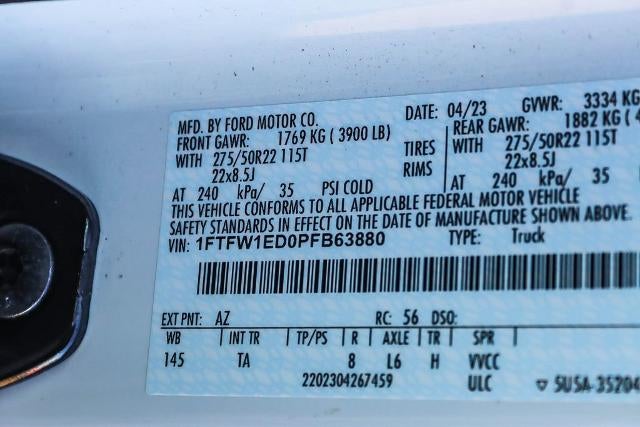 MFD. BY FORD MOTOR CO. DATE: 04/23 GVWR: 3334 KG
FRONT GAWR: 1769 KG (3900 LB) REAR GAWR: 1882 KG (4
WITH 275/50R22 115T TIRES WITH 275/50R22 115T
22x8.5J RIMS 22x8.5J
AT 240 kPa/ 35 PSI COLD AT 240 kPa/ 35
THIS VEHICLE CONFORMS TO ALL APPLICABLE FEDERAL MOTOR VEHICLE
SAFETY STANDARDS IN EFFECT ON THE DATE OF MANUFACTURE SHOWN ABOVE.
VIN: 1FTFW1ED0PFB63880 TYPE: Truck
EXT PNT: AZ RC: 56 DSO:
WB INT TR TP/PS R AXLE TR SPR
145 TA 8 L6 H VVCC
2202304267459 ULC 5U5A-35204